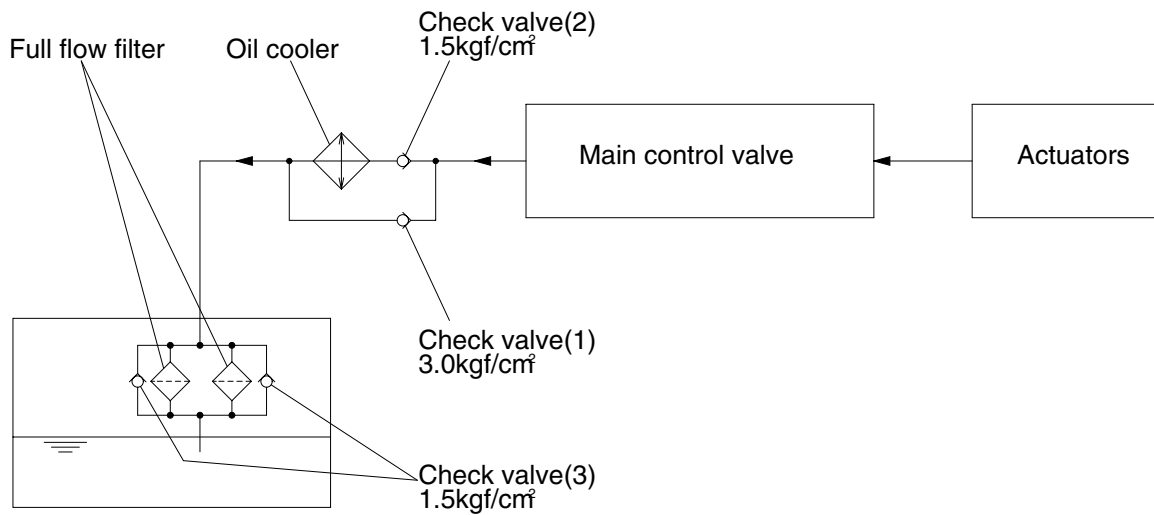 Check valve(2)
1.5kgf/cm²
Full flow filter
Oil cooler
Main control valve
Actuators
Check valve(1)
3.0kgf/cm²
Check valve(3)
1.5kgf/cm²